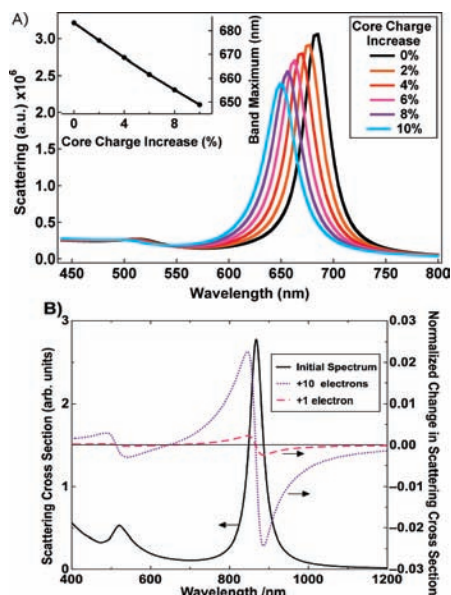 A)
Scattering (a.u.) x10⁶
3.0
2.5
2.0
1.5
1.0
0.5
0.0
450
500
550
600
650
700
750
800
Wavelength (nm)
0
4
8
Core Charge Increase (%)
680
670
660
650
Band Maximum (nm)
Core Charge
Increase
0%
2%
4%
6%
8%
10%
B)
Scattering Cross Section (arb. units)
3
2
1
0
Initial Spectrum
+10 electrons
+1 electron
0.03
0.02
0.01
0.00
−0.01
−0.02
−0.03
Normalized Change in
Scattering Cross Section
400
600
800
1000
1200
Wavelength /nm